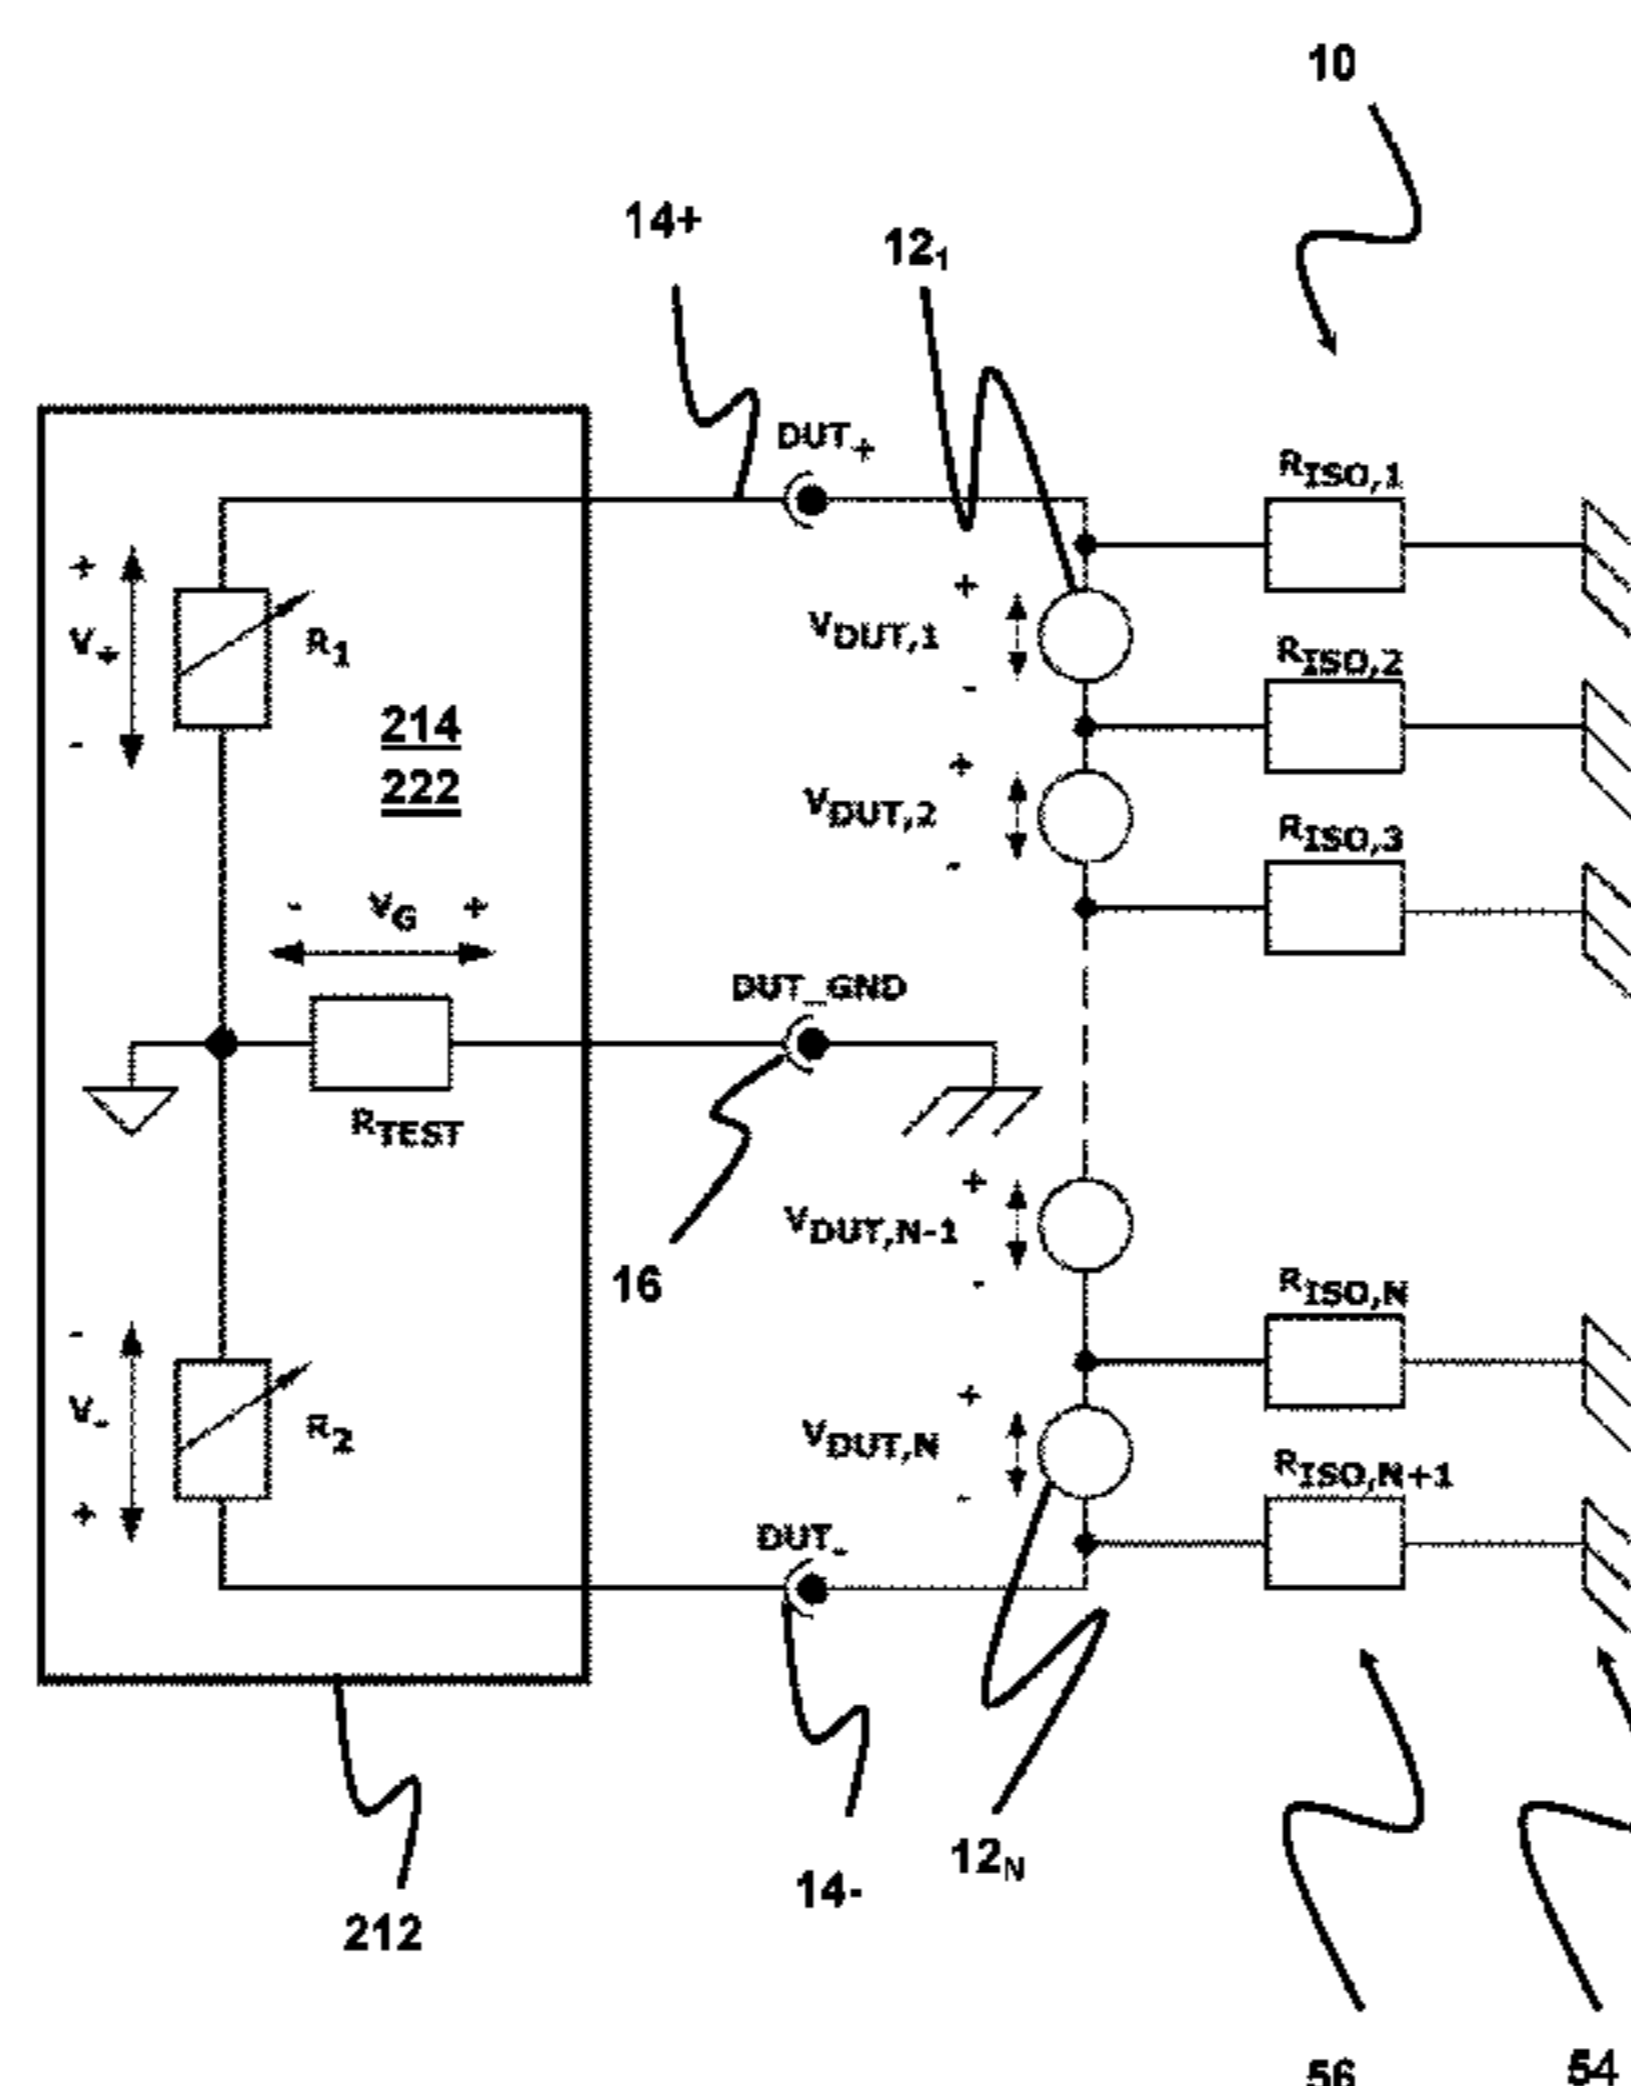 10
14+
12₁
DUT₊
R_ISO,1
+
V₊
-
R₁
+
V_DUT,1
-
R_ISO,2
214
222
+
V_DUT,2
-
R_ISO,3
- V_G +
DUT_GND
R_TEST
16
+
V_DUT,N-1
-
R_ISO,N
-
V₋
+
R₂
+
V_DUT,N
-
R_ISO,N+1
DUT₋
212
14-
12_N
56
54